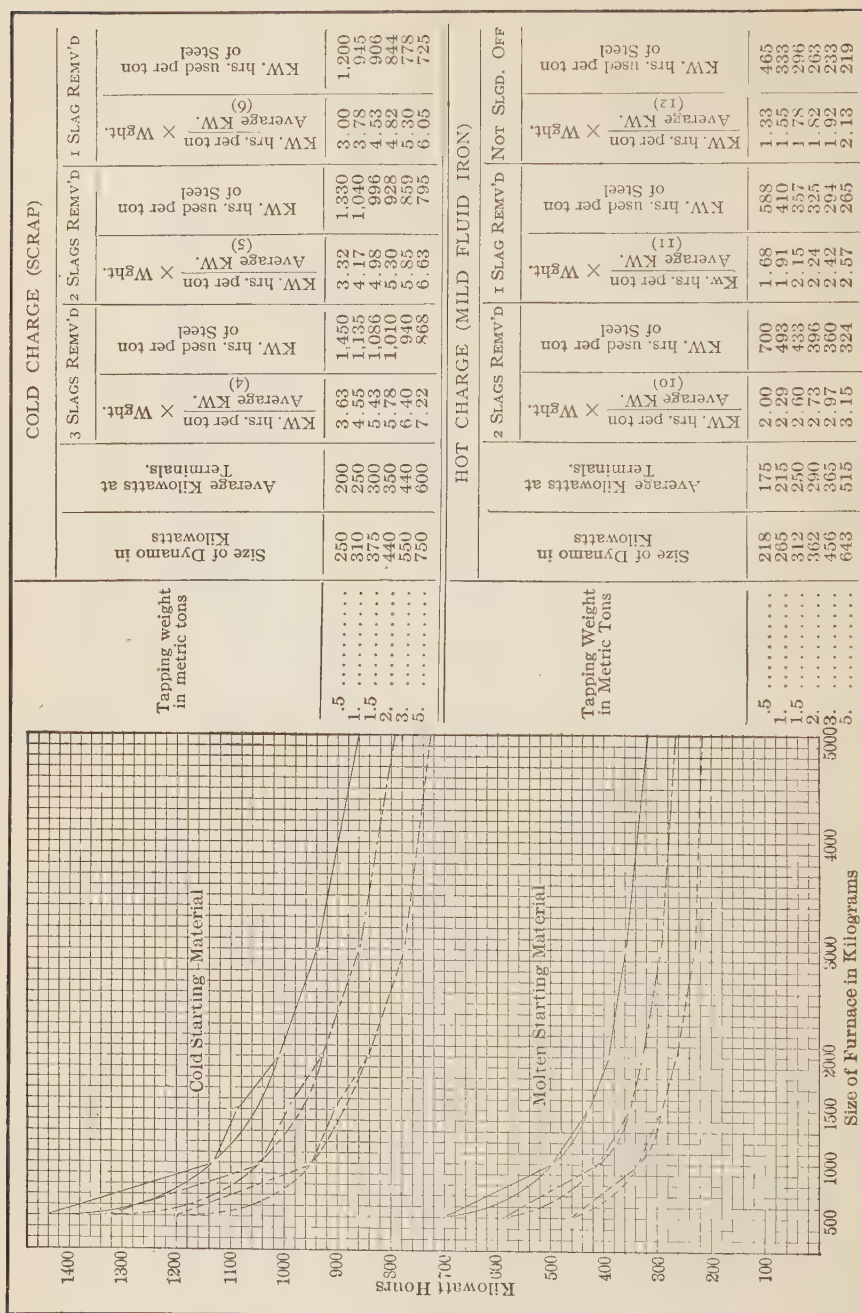 COLD CHARGE (SCRAP)
Tapping weight in metric tons
Size of Dynamo in Kilowatts
Average Kilowatts at Terminals.
3 SLAGS REMV'D
2 SLAGS REMV'D
1 SLAG REMV'D
KW. hrs. per ton / Average KW. × Wght. (4)
KW. hrs. used per ton of Steel
KW. hrs. per ton / Average KW. × Wght. (5)
KW. hrs. used per ton of Steel
KW. hrs. per ton / Average KW. × Wght. (6)
KW. hrs. used per ton of Steel
.5 .......... 250 200 3.63 1,450 3.32 1,330 3.00 1,200
1. .......... 310 250 4.55 1,135 4.17 1,040 3.78 945
1.5 .......... 375 300 5.43 1,086 4.98 996 4.53 906
2. .......... 440 350 5.78 1,010 5.30 928 4.82 844
3. .......... 550 440 6.40 940 5.85 859 5.30 778
5. .......... 750 600 7.22 868 6.63 795 6.05 725
HOT CHARGE (MILD FLUID IRON)
Tapping Weight in Metric Tons
Size of Dynamo in Kilowatts
Average Kilowatts at Terminals.
2 SLAGS REMV'D
1 SLAG REMV'D
NOT SLGD. OFF
KW. hrs. per ton / Average KW. × Wght. (10)
KW. hrs. used per ton of Steel
Kw. hrs. per ton / Average KW. × Wght. (11)
KW. hrs. used per ton of Steel
KW. hrs. per ton / Average KW. × Wght. (12)
KW. hrs. used per ton of Steel
.5 .......... 218 175 2.00 700 1.68 588 1.33 465
1. .......... 265 215 2.29 493 1.91 410 1.55 333
1.5 .......... 312 250 2.60 433 2.15 357 1.78 296
2. .......... 362 290 2.73 396 2.24 325 1.82 263
3. .......... 456 365 2.97 360 2.42 294 1.92 233
5. .......... 643 515 3.15 324 2.57 265 2.13 219
Kilowatt Hours
1400
1300
1200
1100
1000
900
800
700
600
500
400
300
200
100
Cold Starting-Material
Molten Starting Material
500 1000 1500 2000 3000 4000 5000
Size of Furnace in Kilograms